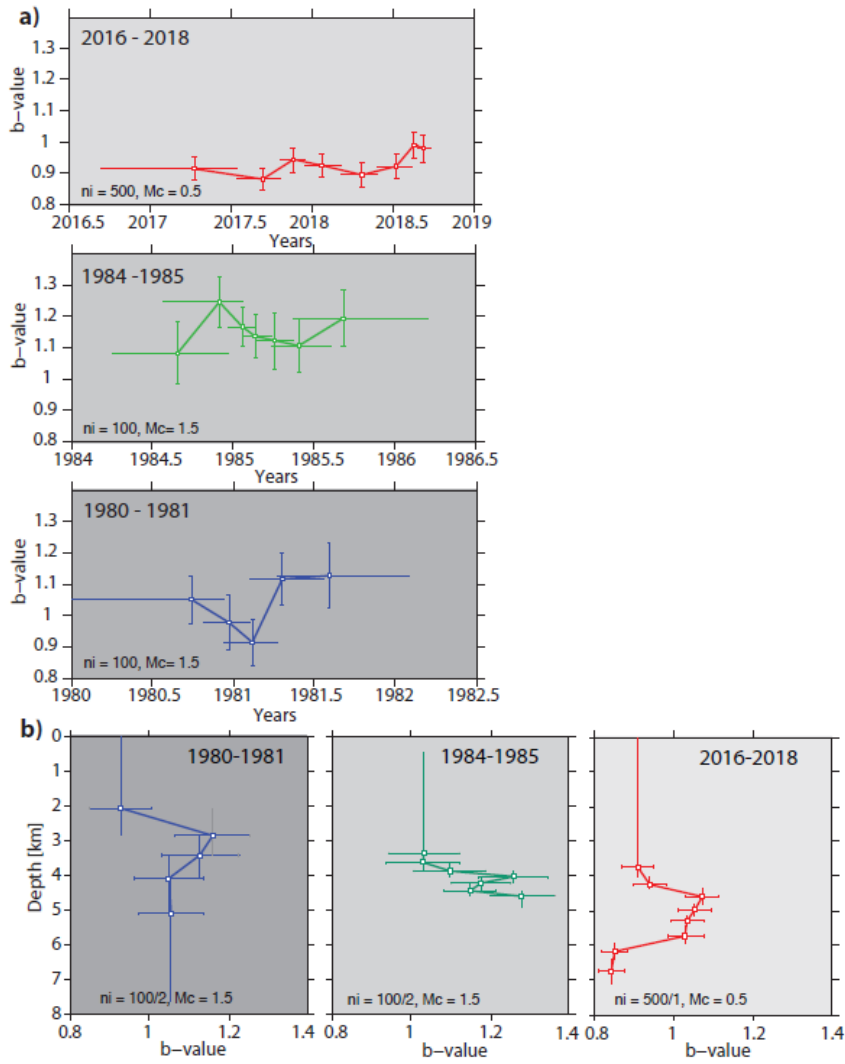 a)
2016 - 2018
1.3
1.2
1.1
1
0.9
0.8
b-value
ni = 500, Mc = 0.5
2016.5 2017 2017.5 2018 2018.5 2019
Years
1984 -1985
1.3
1.2
1.1
1
0.9
0.8
b-value
ni = 100, Mc= 1.5
1984 1984.5 1985 1985.5 1986 1986.5
Years
1980 - 1981
1.3
1.2
1.1
1
0.9
0.8
b-value
ni = 100, Mc= 1.5
1980 1980.5 1981 1981.5 1982 1982.5
Years
b)
0
1
2
3
4
5
6
7
8
Depth [km]
1980-1981
ni = 100/2, Mc = 1.5
0.8 1 1.2 1.4
b-value
1984-1985
ni = 100/2, Mc = 1.5
0.8 1 1.2 1.4
b-value
2016-2018
ni = 500/1, Mc = 0.5
0.8 1 1.2 1.4
b-value